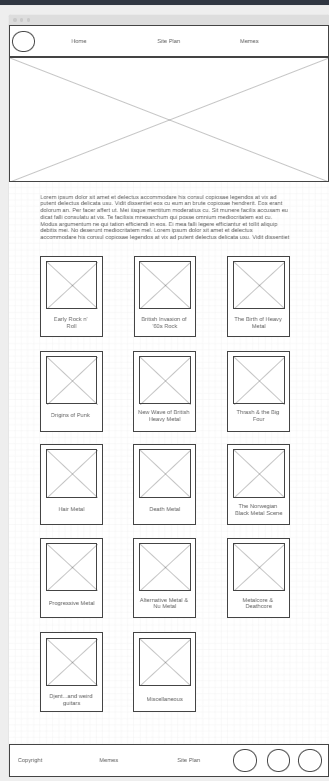 Home Site Plan Memes
Lorem ipsum dolor sit amet et delectus accommodare his consul copiosae legendos at vix ad
putent delectus delicata usu. Vidit dissentiet eos cu eum an brute copiosae hendrerit. Eos erant
dolorum an. Per facer affert ut. Mei iisque mentitum moderatius cu. Sit munere facilis accusam eu
dicat falli consulatu at vis. Te facilisis mnesarchum qui posse omnium mediocritatem est cu.
Modus argumentum ne qui tation efficiendi in eos. Ei mea falli legere efficiantur et tollit aliquip
debitis mei. No deserunt mediocritatem mel. Lorem ipsum dolor sit amet et delectus
accommodare his consul copiosae legendos at vix ad putent delectus delicata usu. Vidit dissentiet
Early Rock n'
Roll
British Invasion of
'60s Rock
The Birth of Heavy
Metal
Origins of Punk
New Wave of British
Heavy Metal
Thrash & the Big
Four
Hair Metal
Death Metal
The Norwegian
Black Metal Scene
Progressive Metal
Alternative Metal &
Nu Metal
Metalcore &
Deathcore
Djent...and weird
guitars
Miscellaneous
Copyright Memes Site Plan